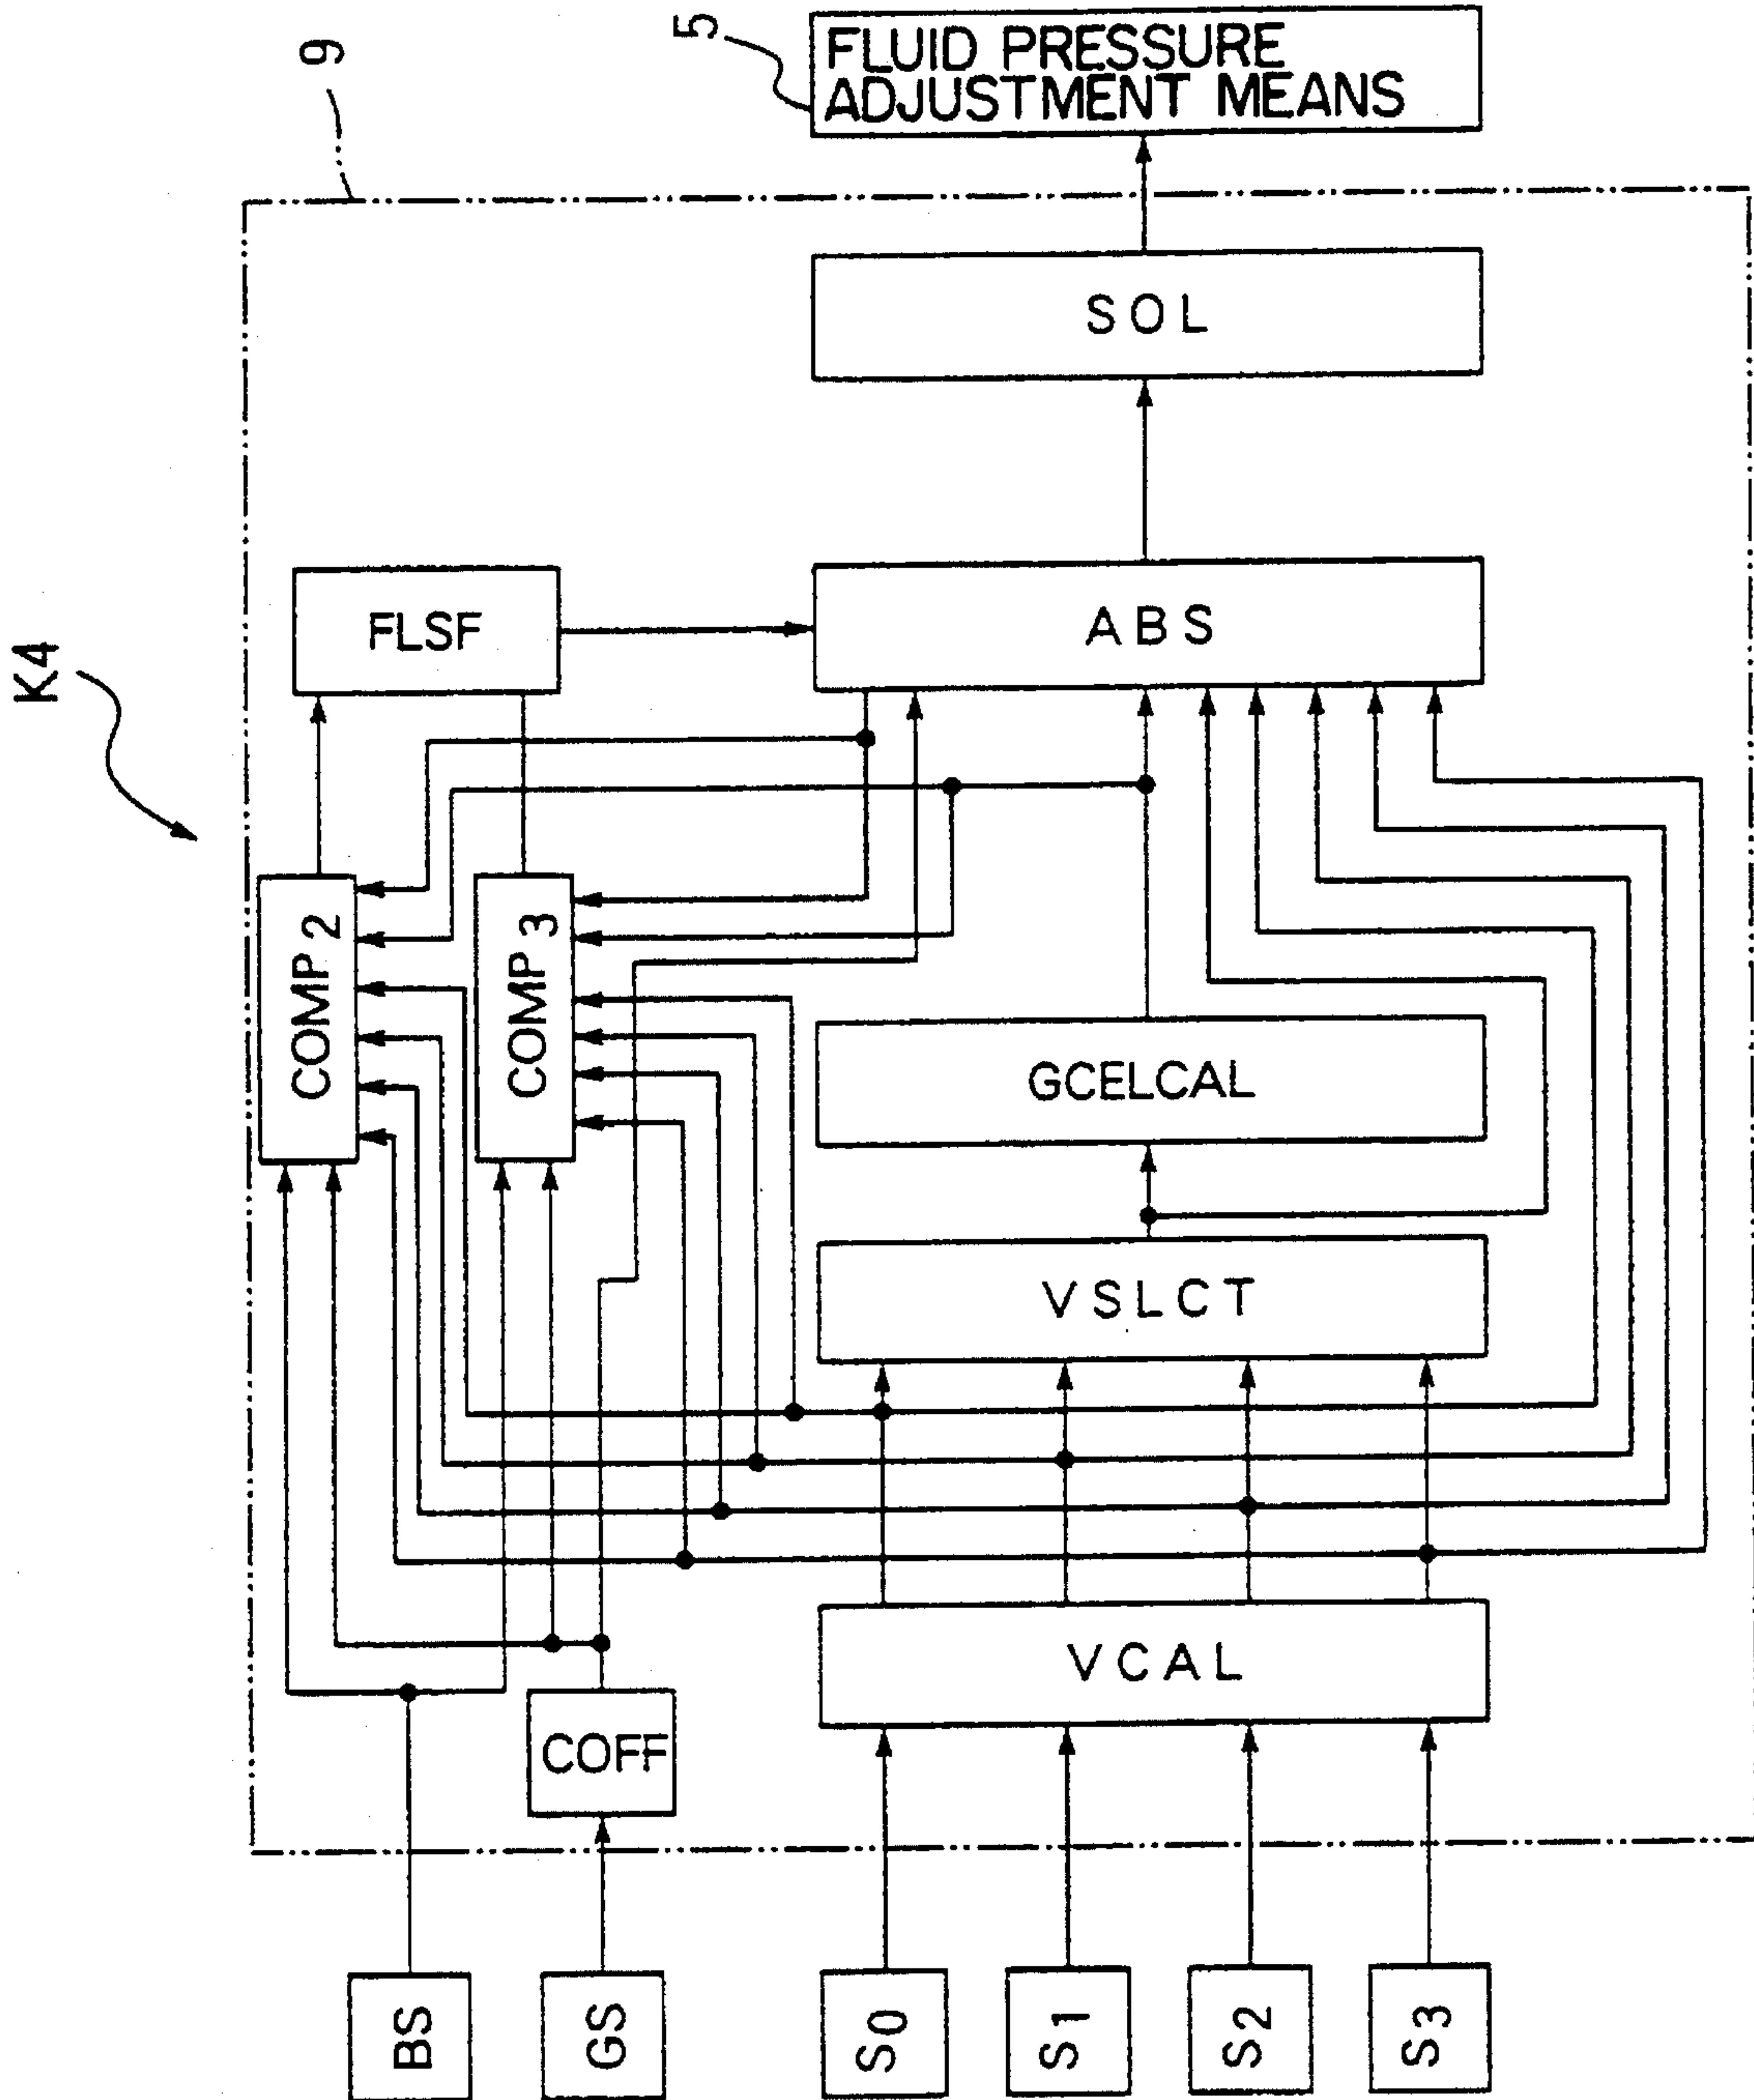 K4
9
5
FLUID PRESSURE
ADJUSTMENT MEANS
SOL
FLSF
ABS
COMP 2
COMP 3
GCELCAL
VSLCT
VCAL
COFF
BS
GS
S0
S1
S2
S3